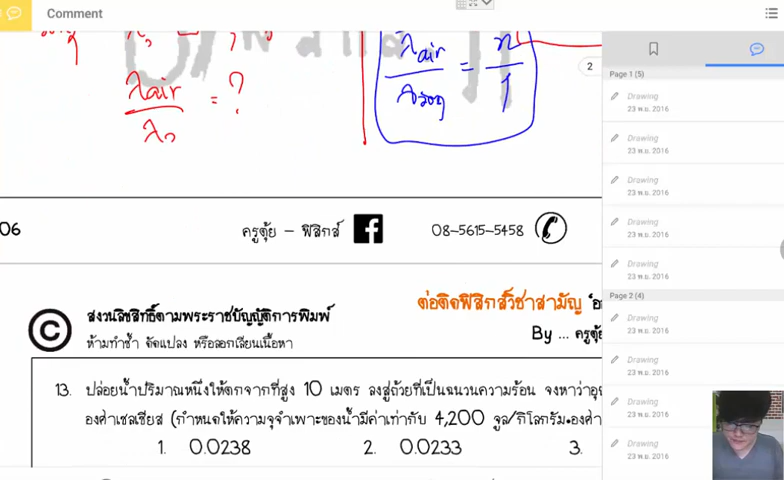 Comment
λair = n
λวัตถุ 1
λair = ?
λ
2
Page 1 (5)
Drawing
23 พ.ย. 2016
Drawing
23 พ.ย. 2016
Drawing
23 พ.ย. 2016
Drawing
23 พ.ย. 2016
Drawing
23 พ.ย. 2016
Page 2 (4)
Drawing
23 พ.ย. 2016
Drawing
23 พ.ย. 2016
Drawing
23 พ.ย. 2016
Drawing
23 พ.ย. 2016
06
ครูตุ้ย – ฟิสิกส์
f
08-5615-5458
©
สงวนลิขสิทธิ์ตามพระราชบัญญัติการพิมพ์
ห้ามทำซ้ำ ดัดแปลง หรือลอกเรียนเนื้อหา
ต่อติดฟิสิกส์วิชาสามัญ
By ... ครูตุ้ย
13. ปล่อยน้ำปริมาณหนึ่งให้ตกจากที่สูง 10 เมตร ลงสู่ถ้วยที่เป็นฉนวนความร้อน จงหาว่าอุ
องศาเซลเซียส (กำหนดให้ความจุจำเพาะของน้ำมีค่าเท่ากับ 4,200 จูล/กิโลกรัม•องศา
1. 0.0238 2. 0.0233 3.